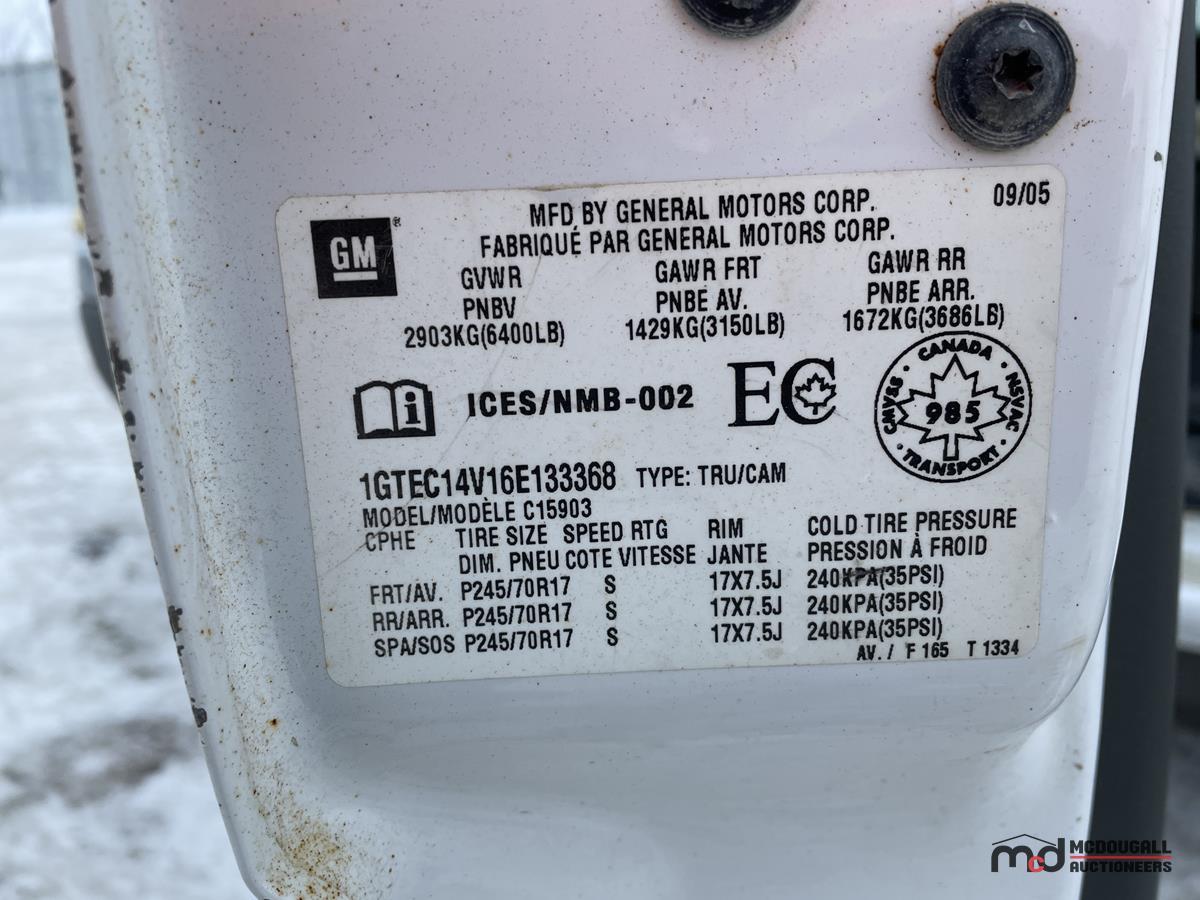 MFD BY GENERAL MOTORS CORP. 09/05
GM®
FABRIQUÉ PAR GENERAL MOTORS CORP.
GVWR GAWR FRT GAWR RR
PNBV PNBE AV. PNBE ARR.
2903KG(6400LB) 1429KG(3150LB) 1672KG(3686LB)
i ICES/NMB-002 EC
CANADA
CMVSS 985 NSVAC
TRANSPORT
1GTEC14V16E133368 TYPE: TRU/CAM
MODEL/MODÈLE C15903
CPHE TIRE SIZE SPEED RTG RIM COLD TIRE PRESSURE
DIM. PNEU COTE VITESSE JANTE PRESSION À FROID
FRT/AV. P245/70R17 S 17X7.5J 240KPA(35PSI)
RR/ARR. P245/70R17 S 17X7.5J 240KPA(35PSI)
SPA/SOS P245/70R17 S 17X7.5J 240KPA(35PSI)
AV. / F 165 T 1334
mcd MCDOUGALL
AUCTIONEERS